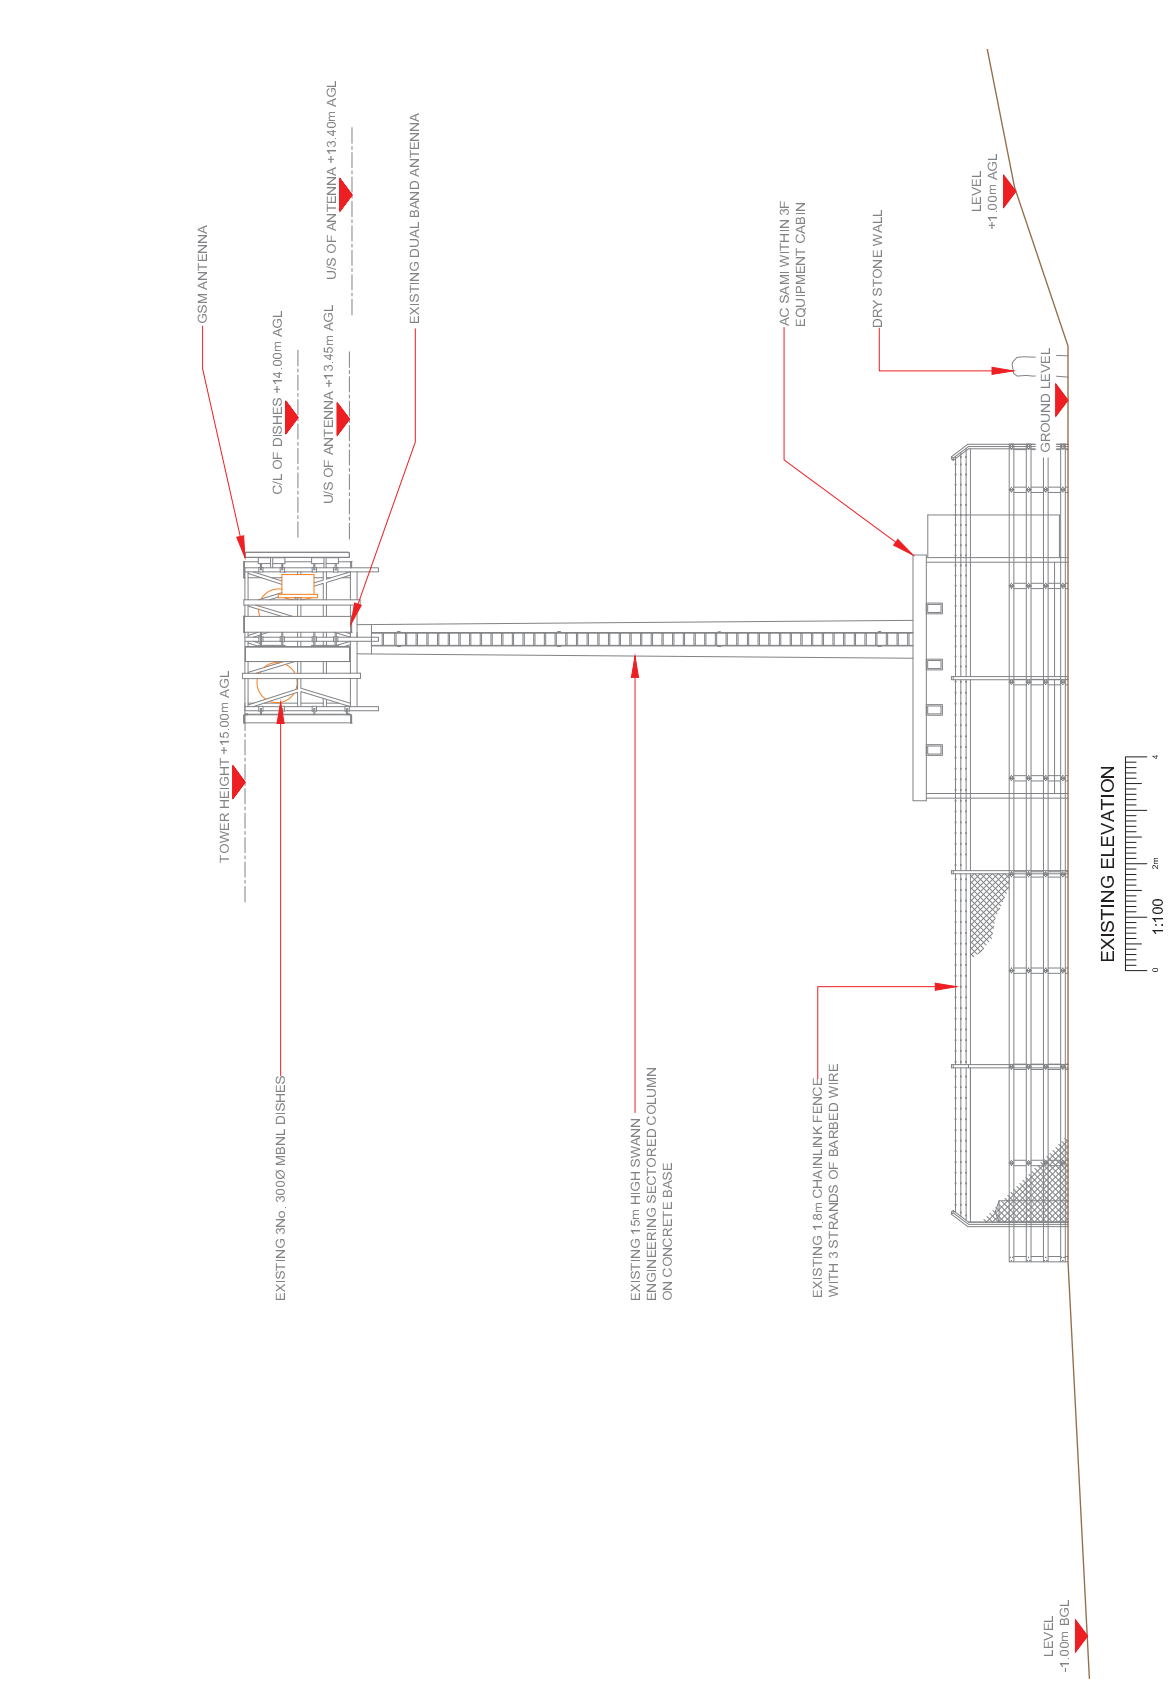 GSM ANTENNA
C/L OF DISHES +14.00m AGL
U/S OF ANTENNA +13.45m AGL
U/S OF ANTENNA +13.40m AGL
EXISTING DUAL BAND ANTENNA
TOWER HEIGHT +15.00m AGL
EXISTING 3No. 300Ø MBNL DISHES
EXISTING 15m HIGH SWANN
ENGINEERING SECTORED COLUMN
ON CONCRETE BASE
AC SAMI WITHIN 3F
EQUIPMENT CABIN
DRY STONE WALL
EXISTING 1.8m CHAINLINK FENCE
WITH 3 STRANDS OF BARBED WIRE
LEVEL
+1.00m AGL
GROUND LEVEL
LEVEL
-1.00m BGL
EXISTING ELEVATION
0 2m 4
1:100